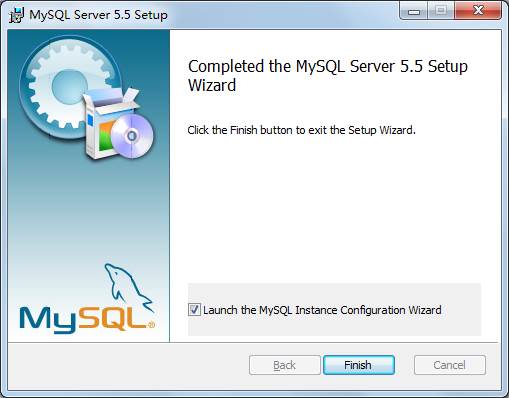 MySQL Server 5.5 Setup
Completed the MySQL Server 5.5 Setup
Wizard
Click the Finish button to exit the Setup Wizard.
MySQL®
Launch the MySQL Instance Configuration Wizard
Back
Finish
Cancel